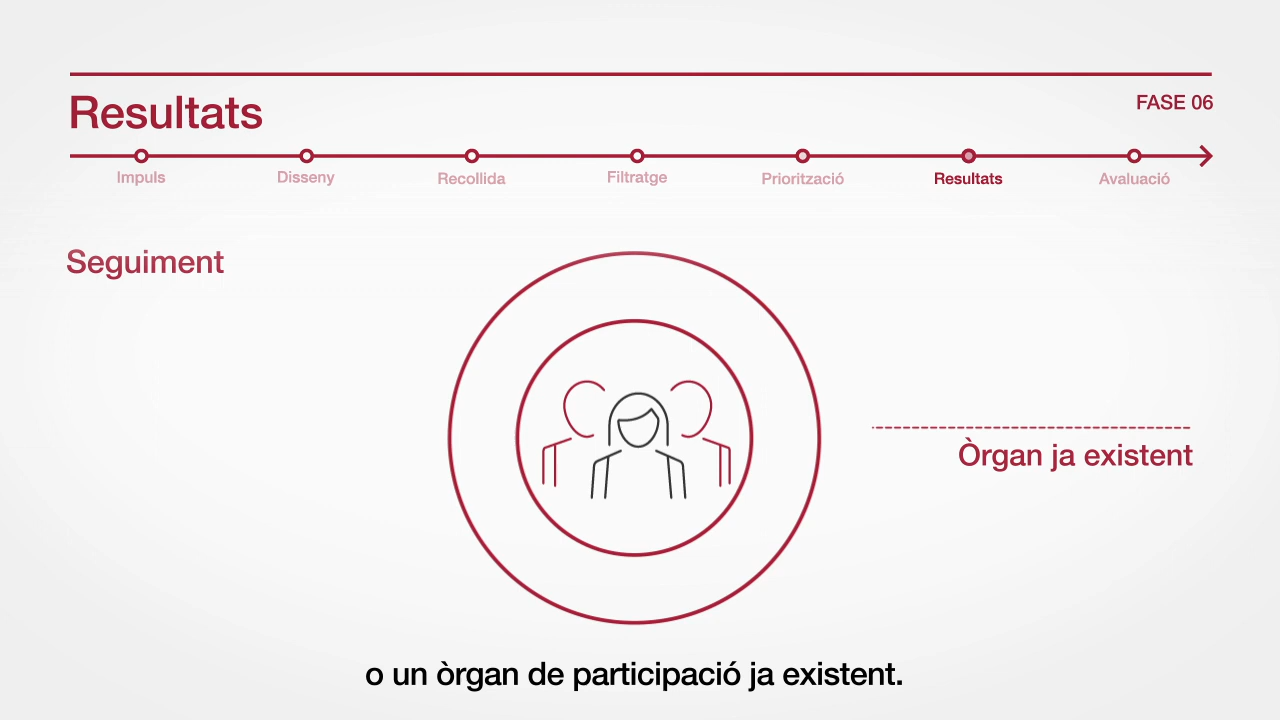 Resultats
FASE 06
Impuls
Disseny
Recollida
Filtratge
Priorització
Resultats
Avaluació
Seguiment
Òrgan ja existent
o un òrgan de participació ja existent.